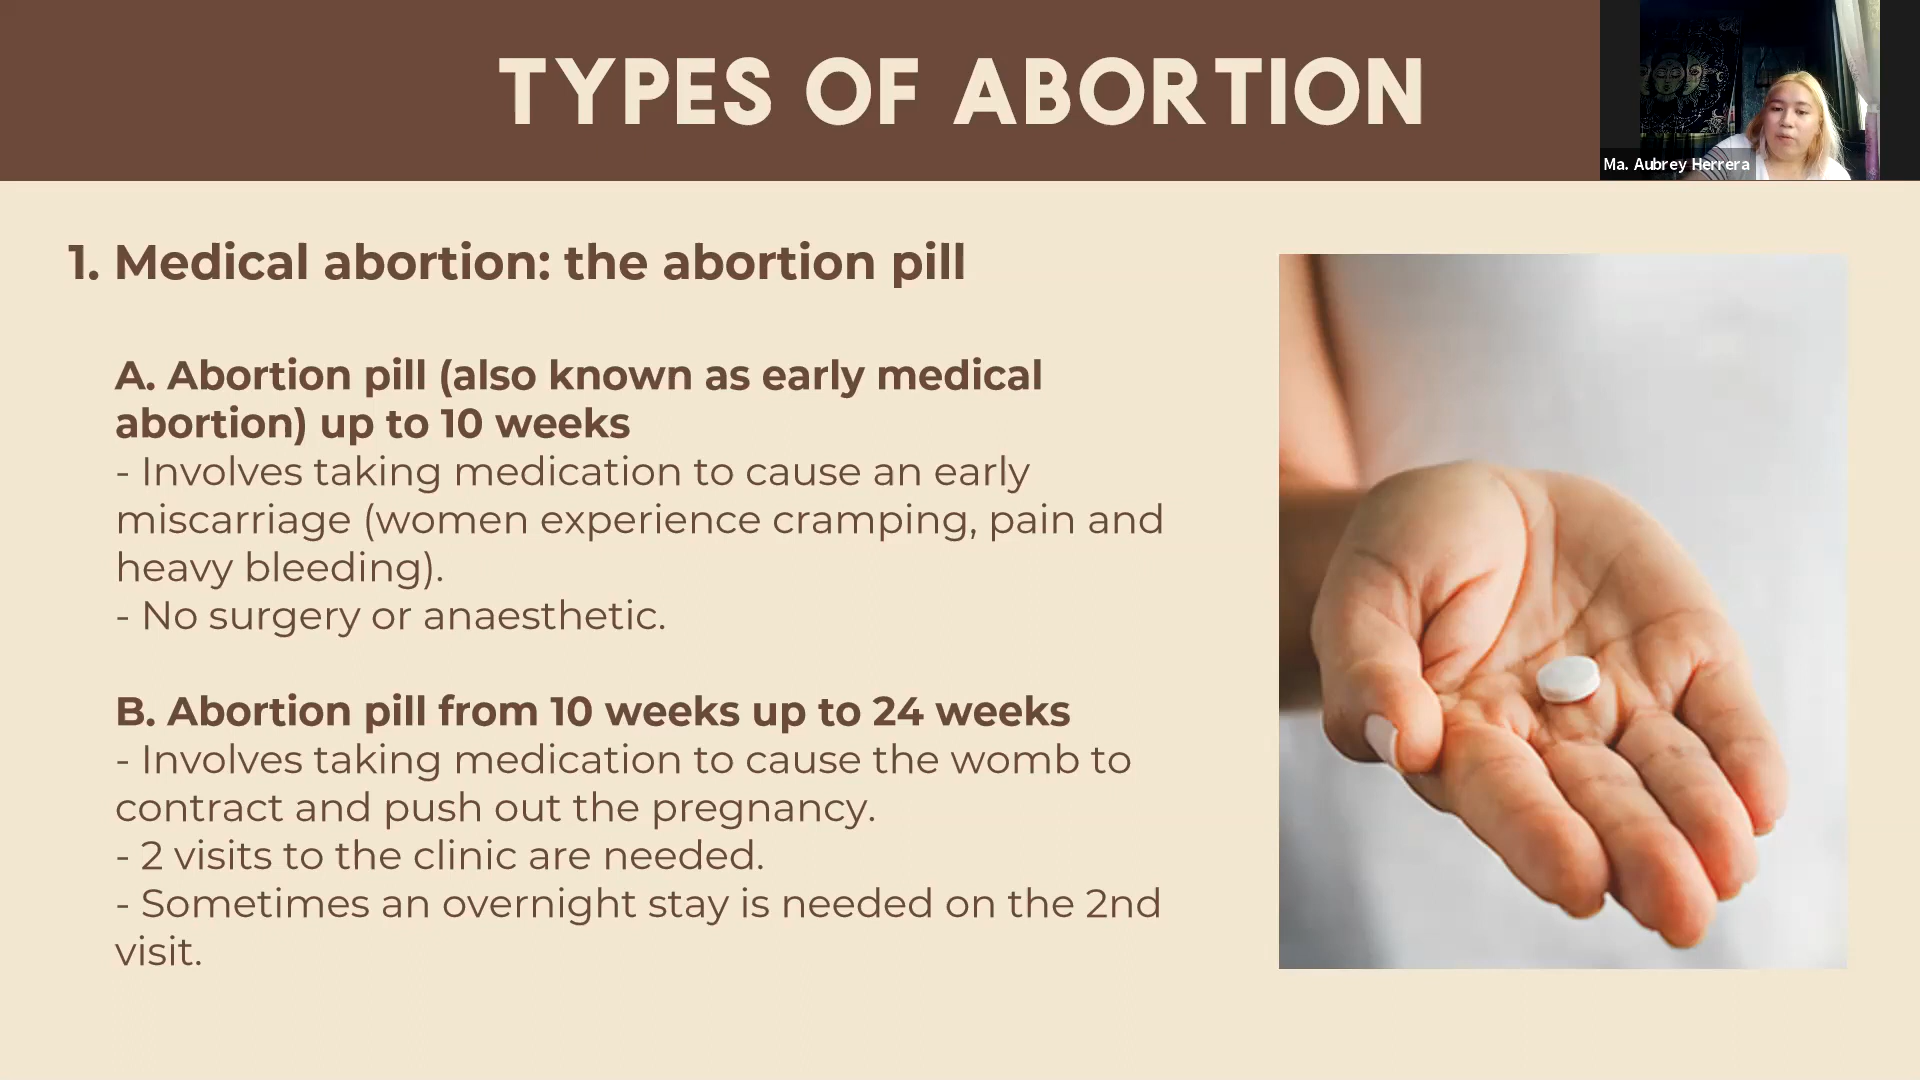 TYPES OF ABORTION
Ma. Aubrey Herrera
1. Medical abortion: the abortion pill
A. Abortion pill (also known as early medical
abortion) up to 10 weeks
- Involves taking medication to cause an early
miscarriage (women experience cramping, pain and
heavy bleeding).
- No surgery or anaesthetic.
B. Abortion pill from 10 weeks up to 24 weeks
- Involves taking medication to cause the womb to
contract and push out the pregnancy.
- 2 visits to the clinic are needed.
- Sometimes an overnight stay is needed on the 2nd
visit.